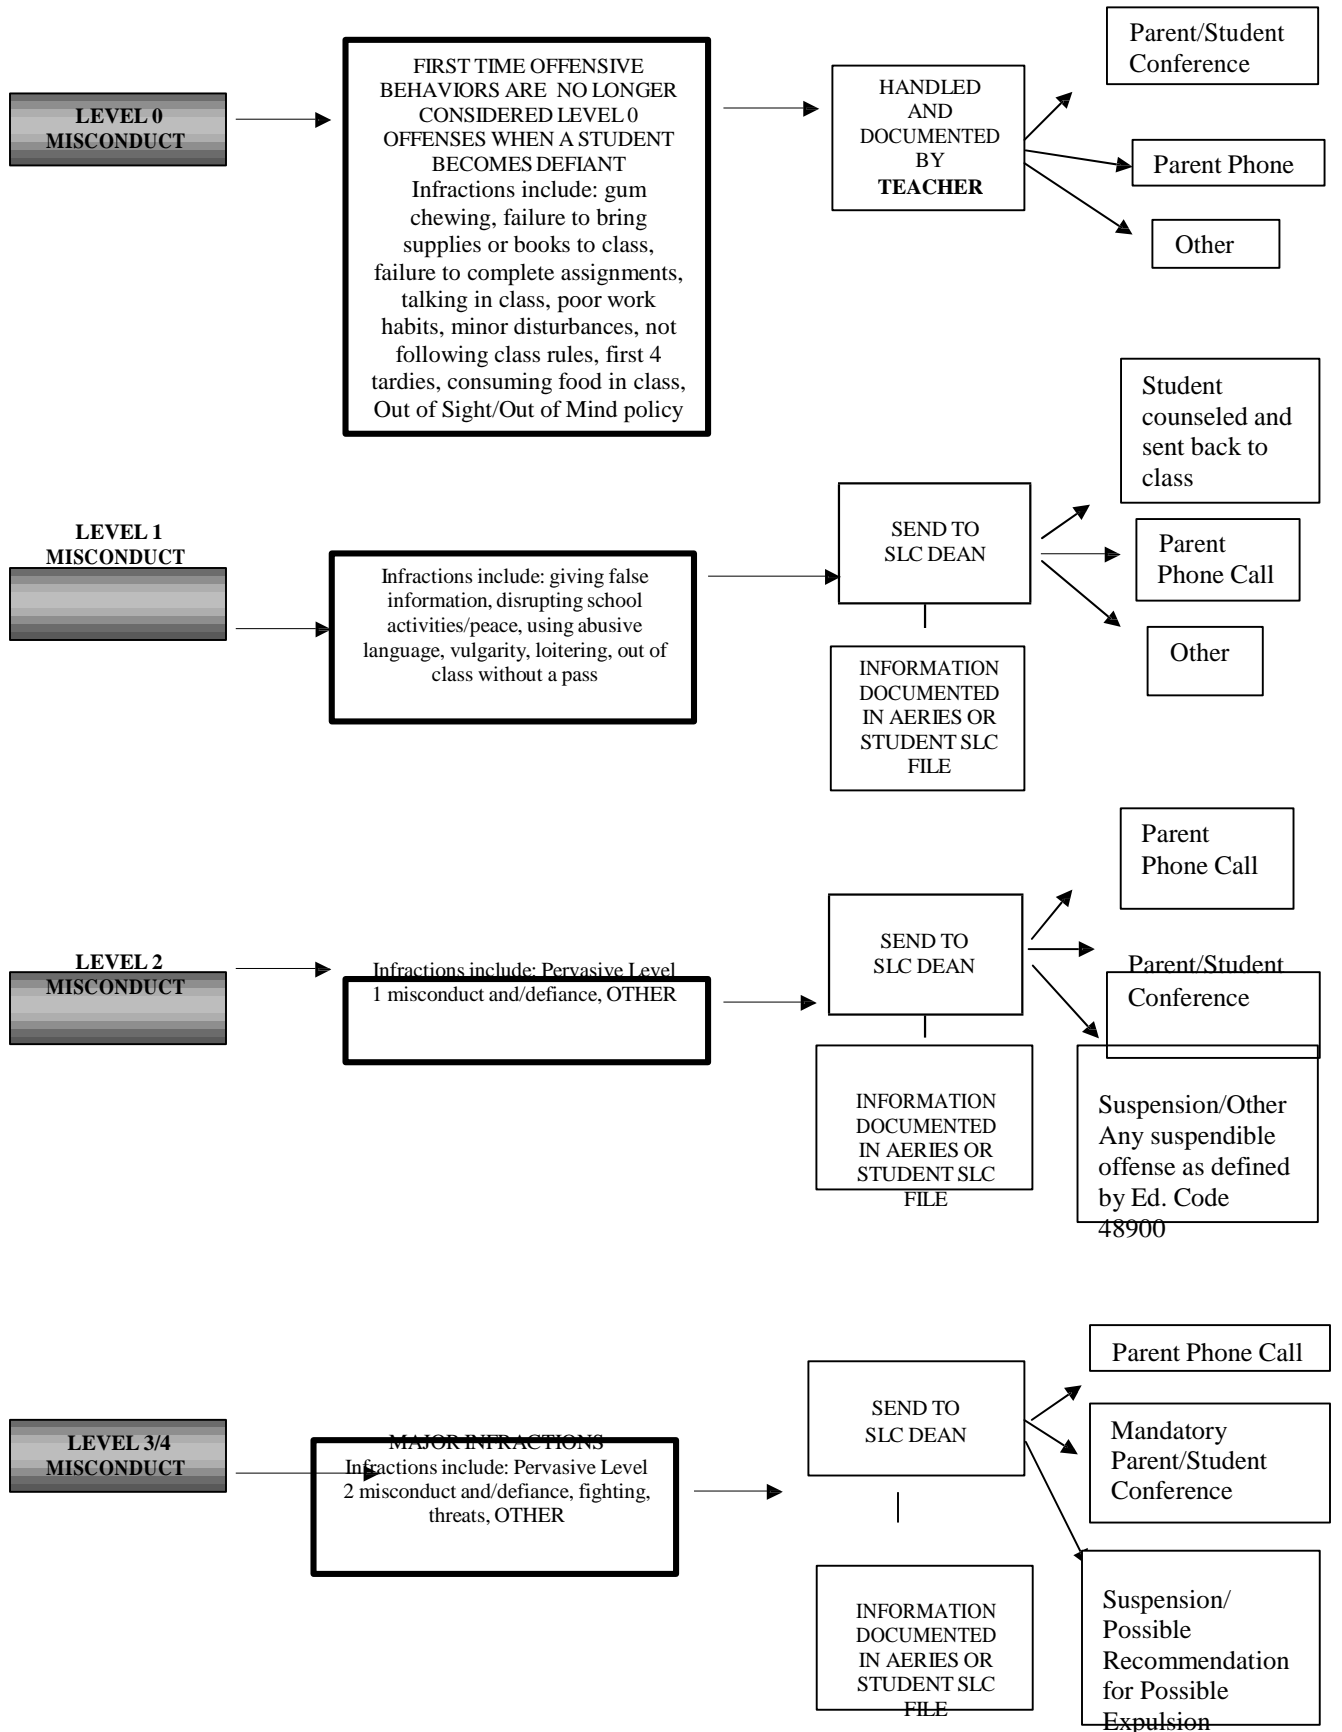 LEVEL 0
MISCONDUCT
FIRST TIME OFFENSIVE
BEHAVIORS ARE NO LONGER
CONSIDERED LEVEL 0
OFFENSES WHEN A STUDENT
BECOMES DEFIANT
Infractions include: gum
chewing, failure to bring
supplies or books to class,
failure to complete assignments,
talking in class, poor work
habits, minor disturbances, not
following class rules, first 4
tardies, consuming food in class,
Out of Sight/Out of Mind policy
HANDLED
AND
DOCUMENTED
BY
TEACHER
Parent/Student
Conference
Parent Phone
Other
LEVEL 1
MISCONDUCT
Infractions include: giving false
information, disrupting school
activities/peace, using abusive
language, vulgarity, loitering, out of
class without a pass
SEND TO
SLC DEAN
INFORMATION
DOCUMENTED
IN AERIES OR
STUDENT SLC
FILE
Student
counseled and
sent back to
class
Parent
Phone Call
Other
LEVEL 2
MISCONDUCT
Infractions include: Pervasive Level
1 misconduct and/defiance, OTHER
SEND TO
SLC DEAN
INFORMATION
DOCUMENTED
IN AERIES OR
STUDENT SLC
FILE
Parent
Phone Call
Parent/Student
Conference
Suspension/Other
Any suspendible
offense as defined
by Ed. Code
48900
LEVEL 3/4
MISCONDUCT
MAJOR INFRACTIONS
Infractions include: Pervasive Level
2 misconduct and/defiance, fighting,
threats, OTHER
SEND TO
SLC DEAN
INFORMATION
DOCUMENTED
IN AERIES OR
STUDENT SLC
FILE
Parent Phone Call
Mandatory
Parent/Student
Conference
Suspension/
Possible
Recommendation
for Possible
Expulsion